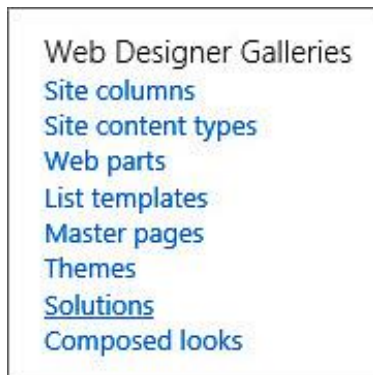 Web Designer Galleries
Site columns
Site content types
Web parts
List templates
Master pages
Themes
Solutions
Composed looks